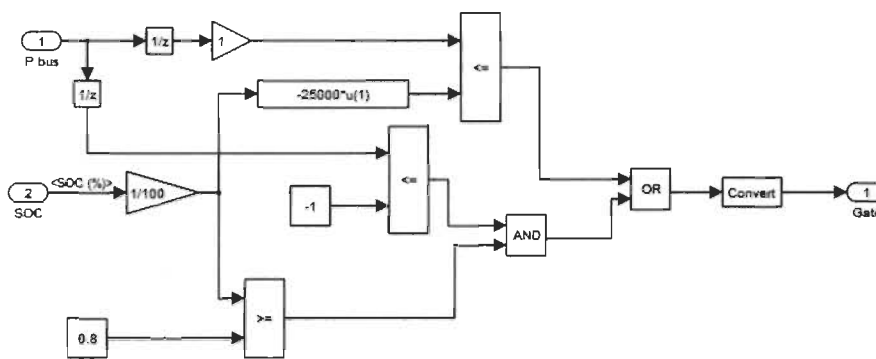 1
P bus
1/z
1
<=
1/z
-25000*u(1)
<=
<SOC (%)>
2
SOC
1/100
-1
AND
OR
Convert
1
Gate
>=
0.8